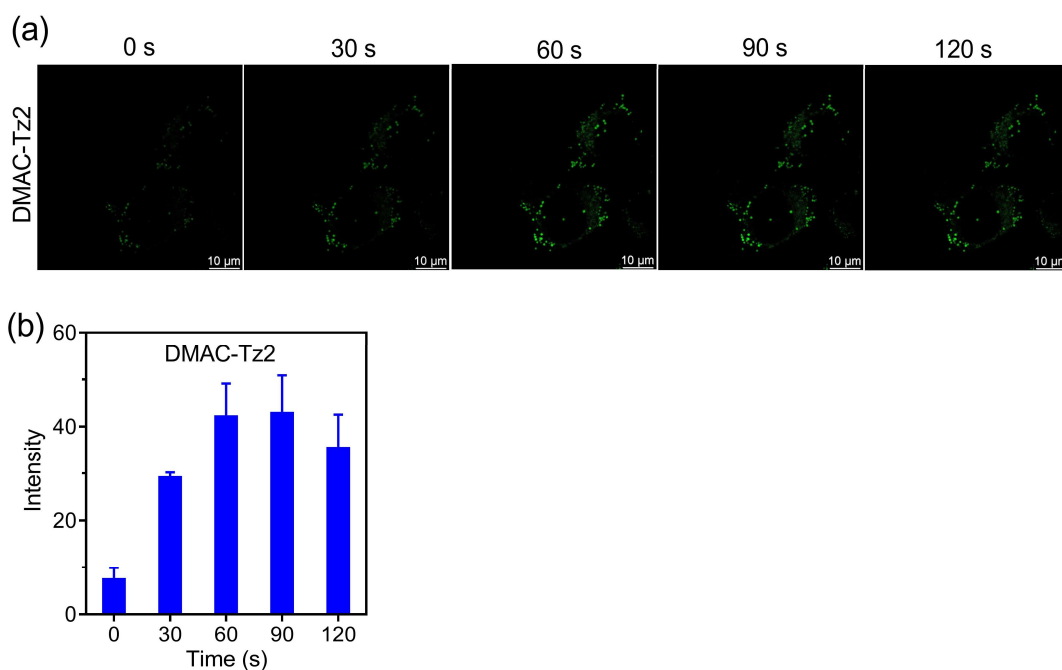 (a)
0 s 30 s 60 s 90 s 120 s
DMAC-Tz2
10 μm 10 μm 10 μm 10 μm 10 μm
(b)
DMAC-Tz2
60
40
20
0
Intensity
0 30 60 90 120
Time (s)